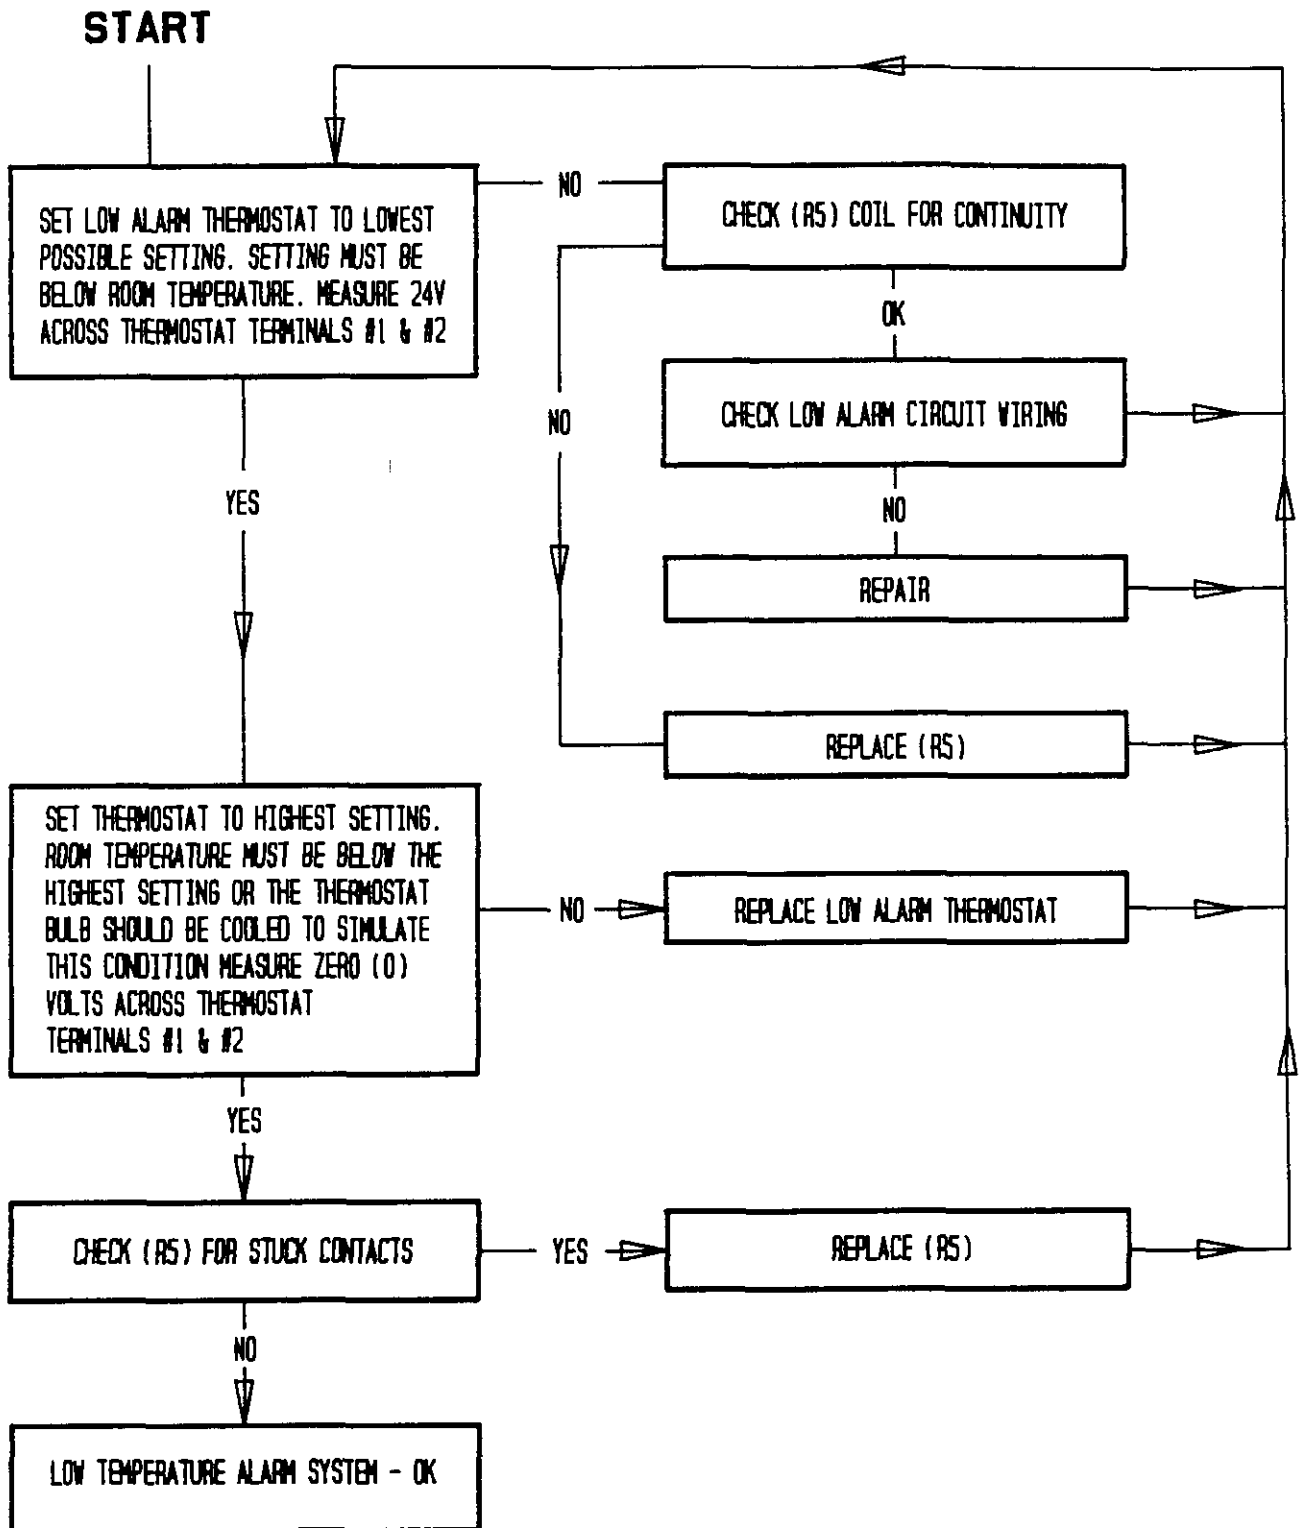 START
SET LOW ALARM THERMOSTAT TO LOWEST
POSSIBLE SETTING. SETTING MUST BE
BELOW ROOM TEMPERATURE. MEASURE 24V
ACROSS THERMOSTAT TERMINALS #1 & #2
NO
CHECK (R5) COIL FOR CONTINUITY
OK
NO
CHECK LOW ALARM CIRCUIT WIRING
YES
NO
REPAIR
REPLACE (R5)
SET THERMOSTAT TO HIGHEST SETTING.
ROOM TEMPERATURE MUST BE BELOW THE
HIGHEST SETTING OR THE THERMOSTAT
BULB SHOULD BE COOLED TO SIMULATE
THIS CONDITION MEASURE ZERO (0)
VOLTS ACROSS THERMOSTAT
TERMINALS #1 & #2
NO
REPLACE LOW ALARM THERMOSTAT
YES
CHECK (R5) FOR STUCK CONTACTS
YES
REPLACE (R5)
NO
LOW TEMPERATURE ALARM SYSTEM - OK